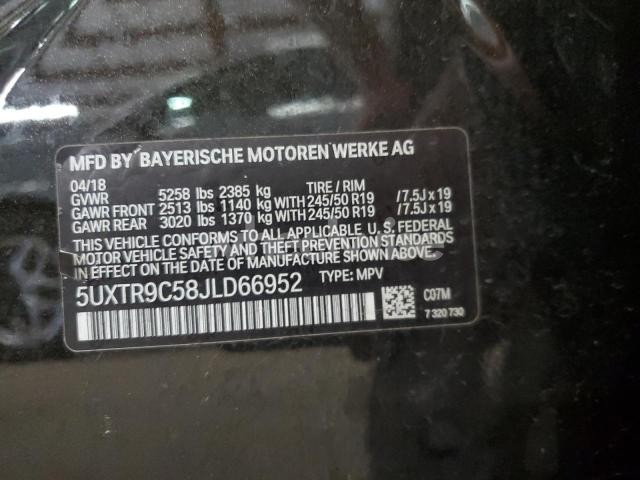 MFD BY BAYERISCHE MOTOREN WERKE AG
04/18 TIRE / RIM
GVWR 5258 lbs 2385 kg
GAWR FRONT 2513 lbs 1140 kg WITH 245/50 R19 /7.5J x 19
GAWR REAR 3020 lbs 1370 kg WITH 245/50 R19 /7.5J x 19
THIS VEHICLE CONFORMS TO ALL APPLICABLE U. S. FEDERAL
MOTOR VEHICLE SAFETY AND THEFT PREVENTION STANDARDS
IN EFFECT ON THE DATE OF MANUFACTURE SHOWN ABOVE.
5UXTR9C58JLD66952 TYPE: MPV
C07M
7 320 730